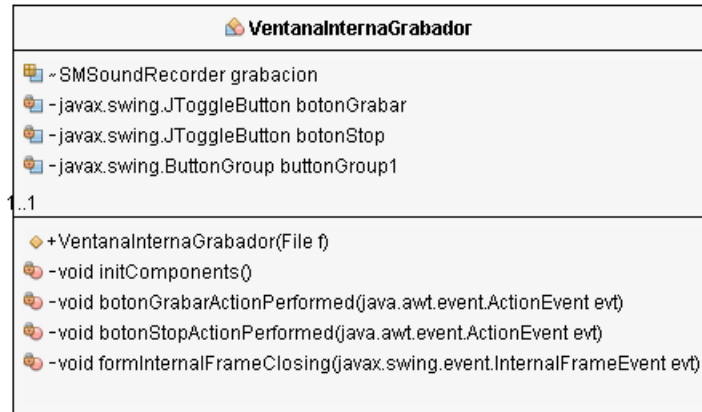 VentanaInternaGrabador
~SMSoundRecorder grabacion
-javax.swing.JToggleButton botonGrabar
-javax.swing.JToggleButton botonStop
-javax.swing.ButtonGroup buttonGroup1
1..1
+VentanaInternaGrabador(File f)
-void initComponents()
-void botonGrabarActionPerformed(java.awt.event.ActionEvent evt)
-void botonStopActionPerformed(java.awt.event.ActionEvent evt)
-void formInternalFrameClosing(javax.swing.event.InternalFrameEvent evt)